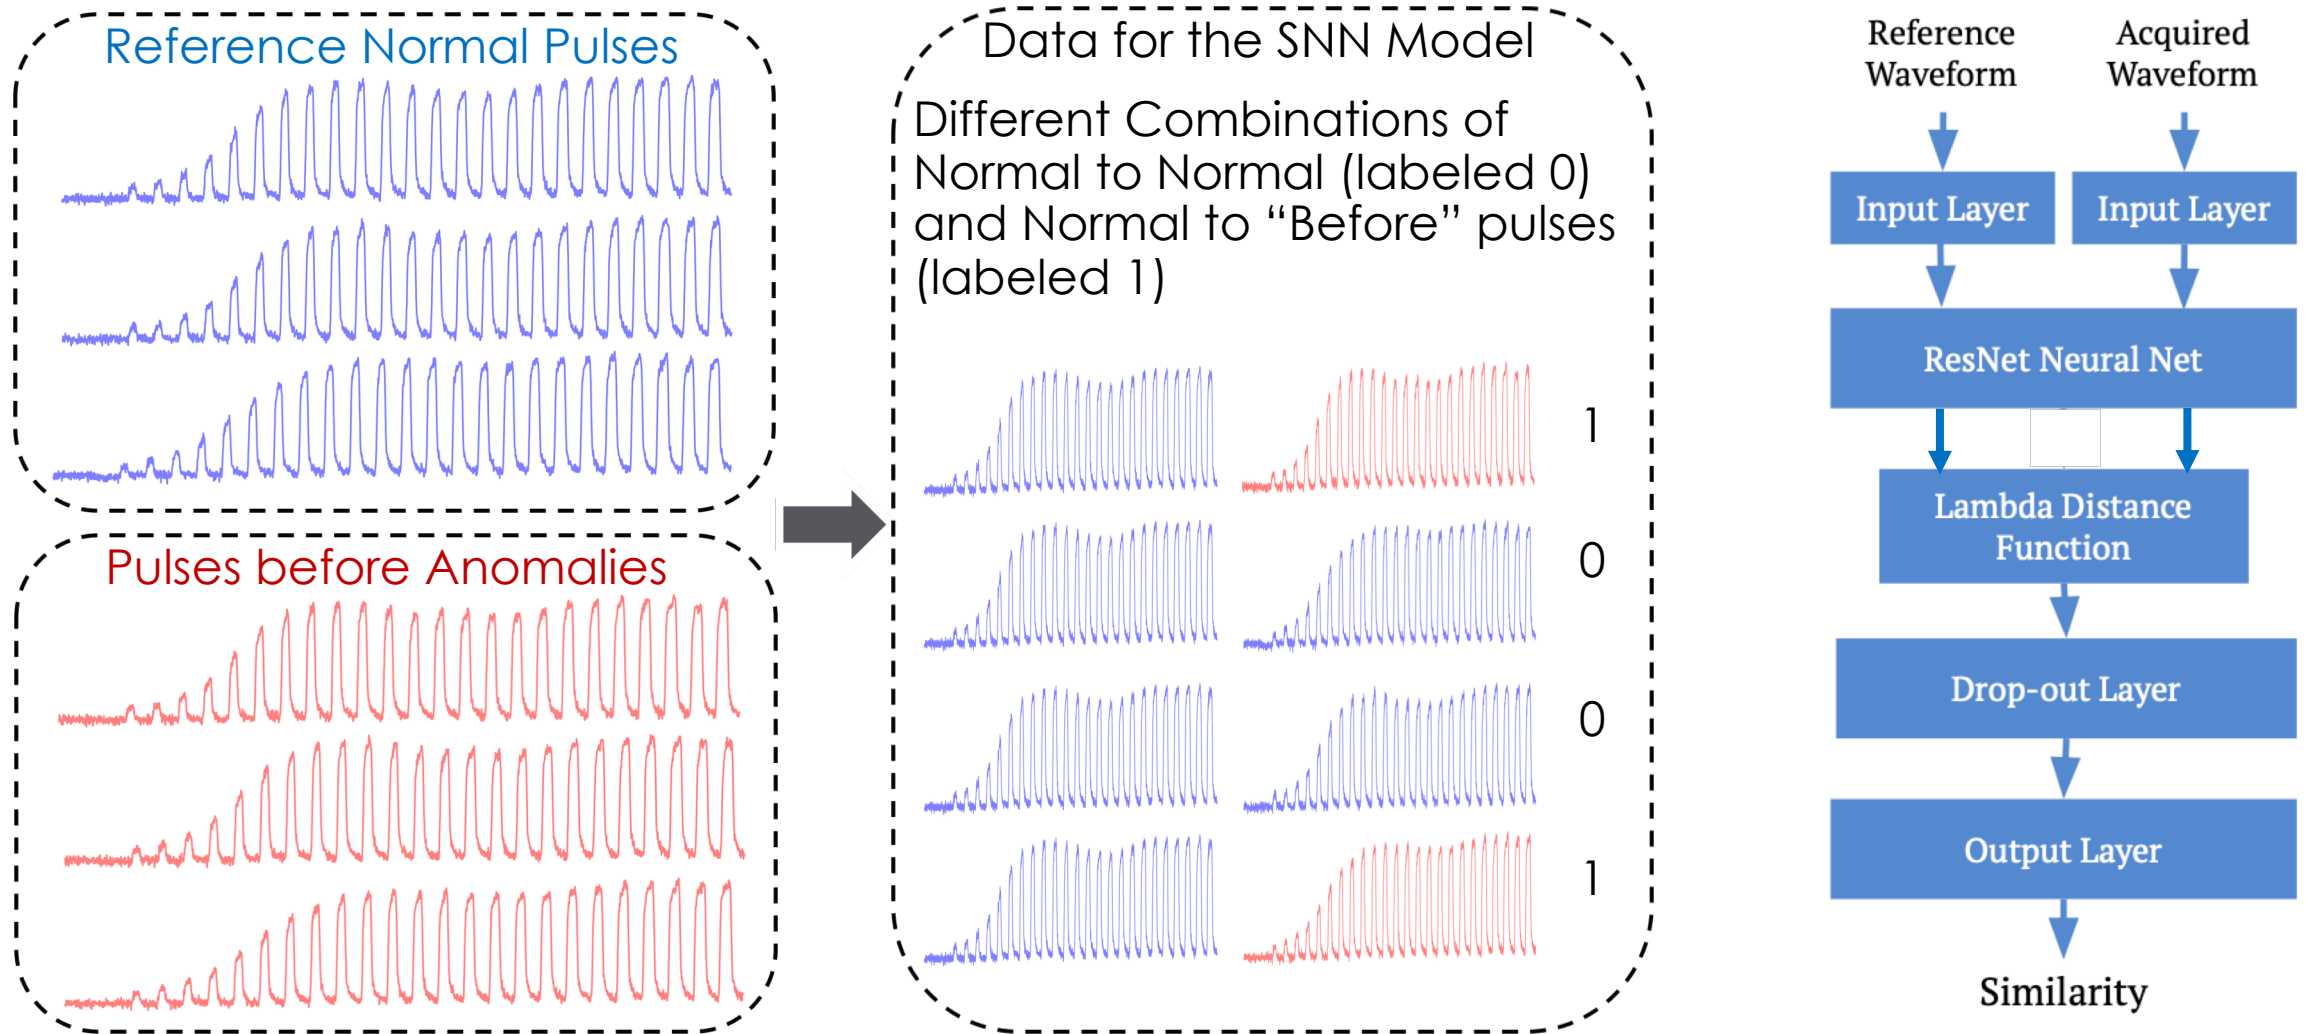 Reference Normal Pulses
Pulses before Anomalies
Data for the SNN Model
Different Combinations of
Normal to Normal (labeled 0)
and Normal to “Before” pulses
(labeled 1)
1
0
0
1
Reference
Waveform
Acquired
Waveform
Input Layer
Input Layer
ResNet Neural Net
Lambda Distance
Function
Drop-out Layer
Output Layer
Similarity